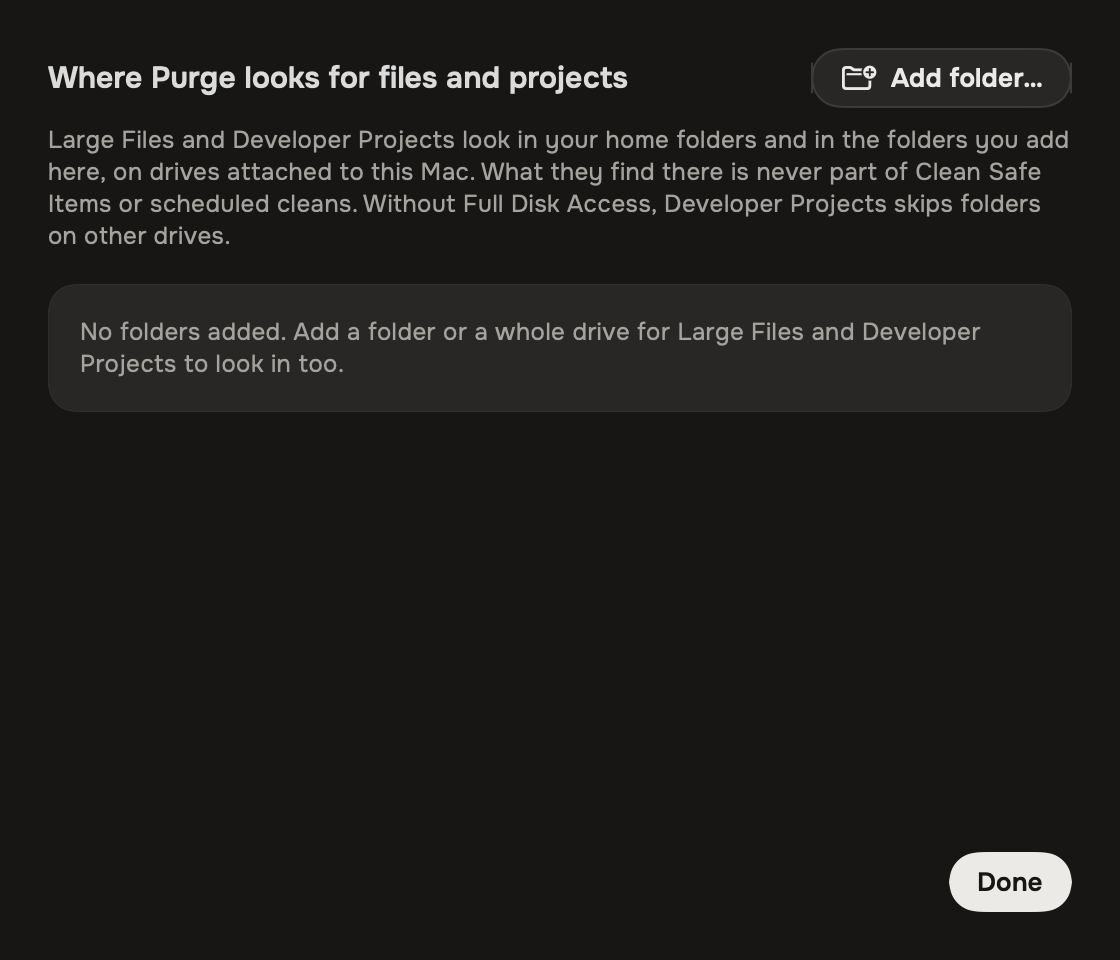 Where Purge looks for files and projects
Add folder...
Large Files and Developer Projects look in your home folders and in the folders you add
here, on drives attached to this Mac. What they find there is never part of Clean Safe
Items or scheduled cleans. Without Full Disk Access, Developer Projects skips folders
on other drives.
No folders added. Add a folder or a whole drive for Large Files and Developer
Projects to look in too.
Done